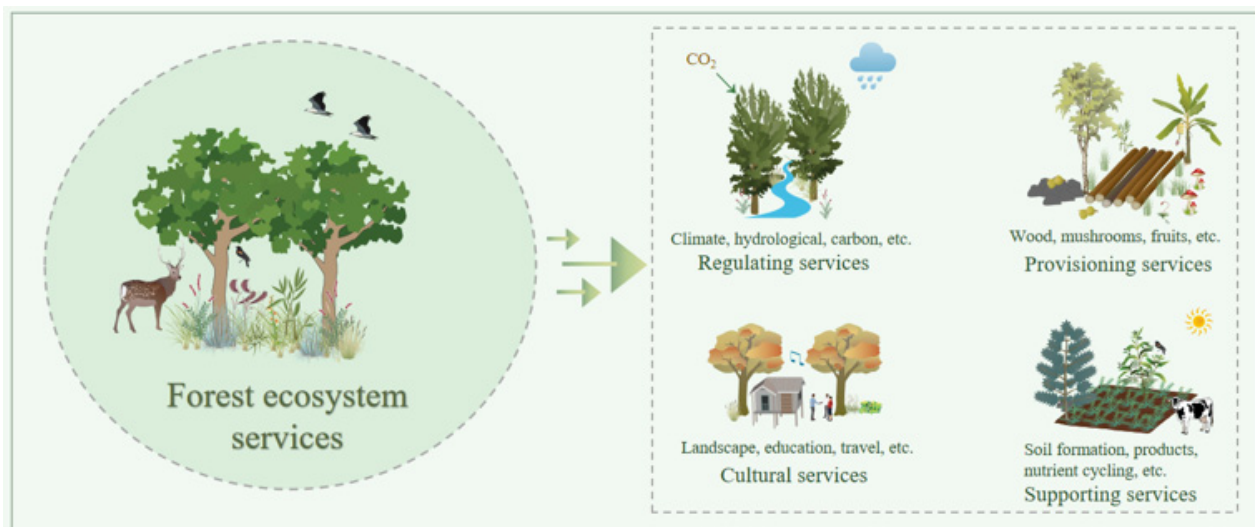 Forest ecosystem
services
CO₂
Climate, hydrological, carbon, etc.
Regulating services
Wood, mushrooms, fruits, etc.
Provisioning services
Landscape, education, travel, etc.
Cultural services
Soil formation, products,
nutrient cycling, etc.
Supporting services